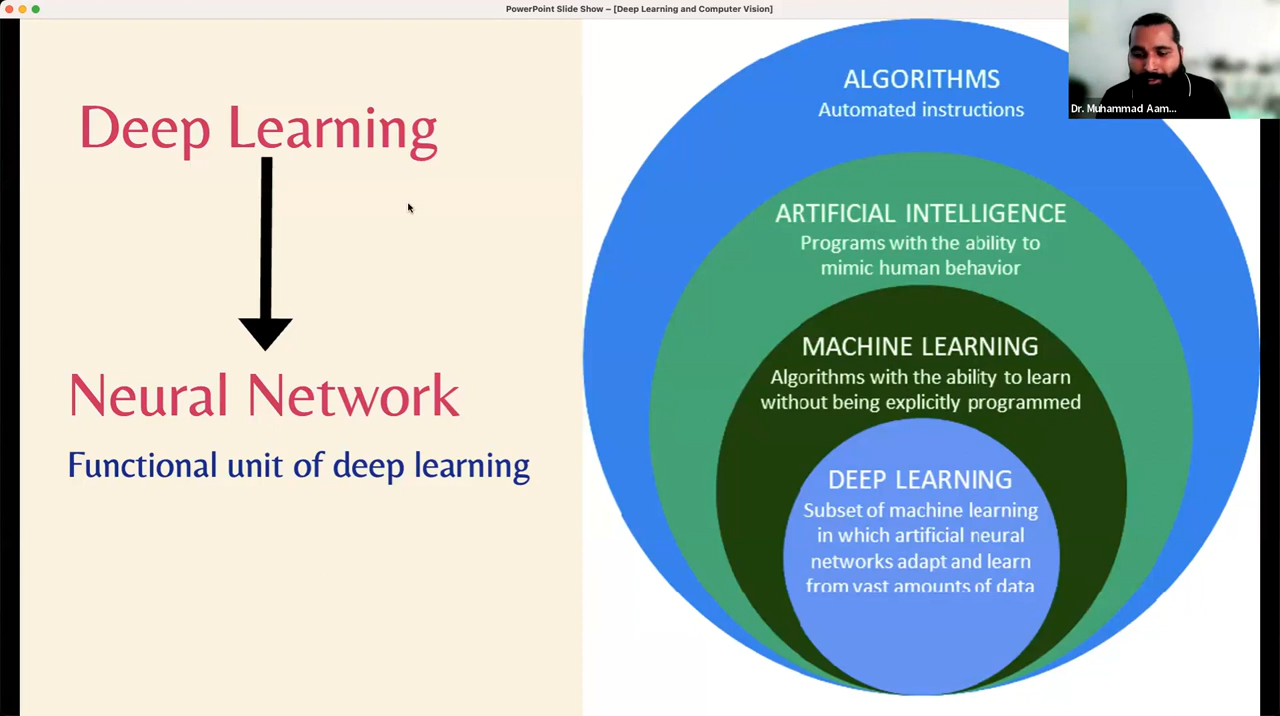 PowerPoint Slide Show – [Deep Learning and Computer Vision]
Deep Learning
Neural Network
Functional unit of deep learning
ALGORITHMS
Automated instructions
ARTIFICIAL INTELLIGENCE
Programs with the ability to
mimic human behavior
MACHINE LEARNING
Algorithms with the ability to learn
without being explicitly programmed
DEEP LEARNING
Subset of machine learning
in which artificial neural
networks adapt and learn
from vast amounts of data
Dr. Muhammad Aam...